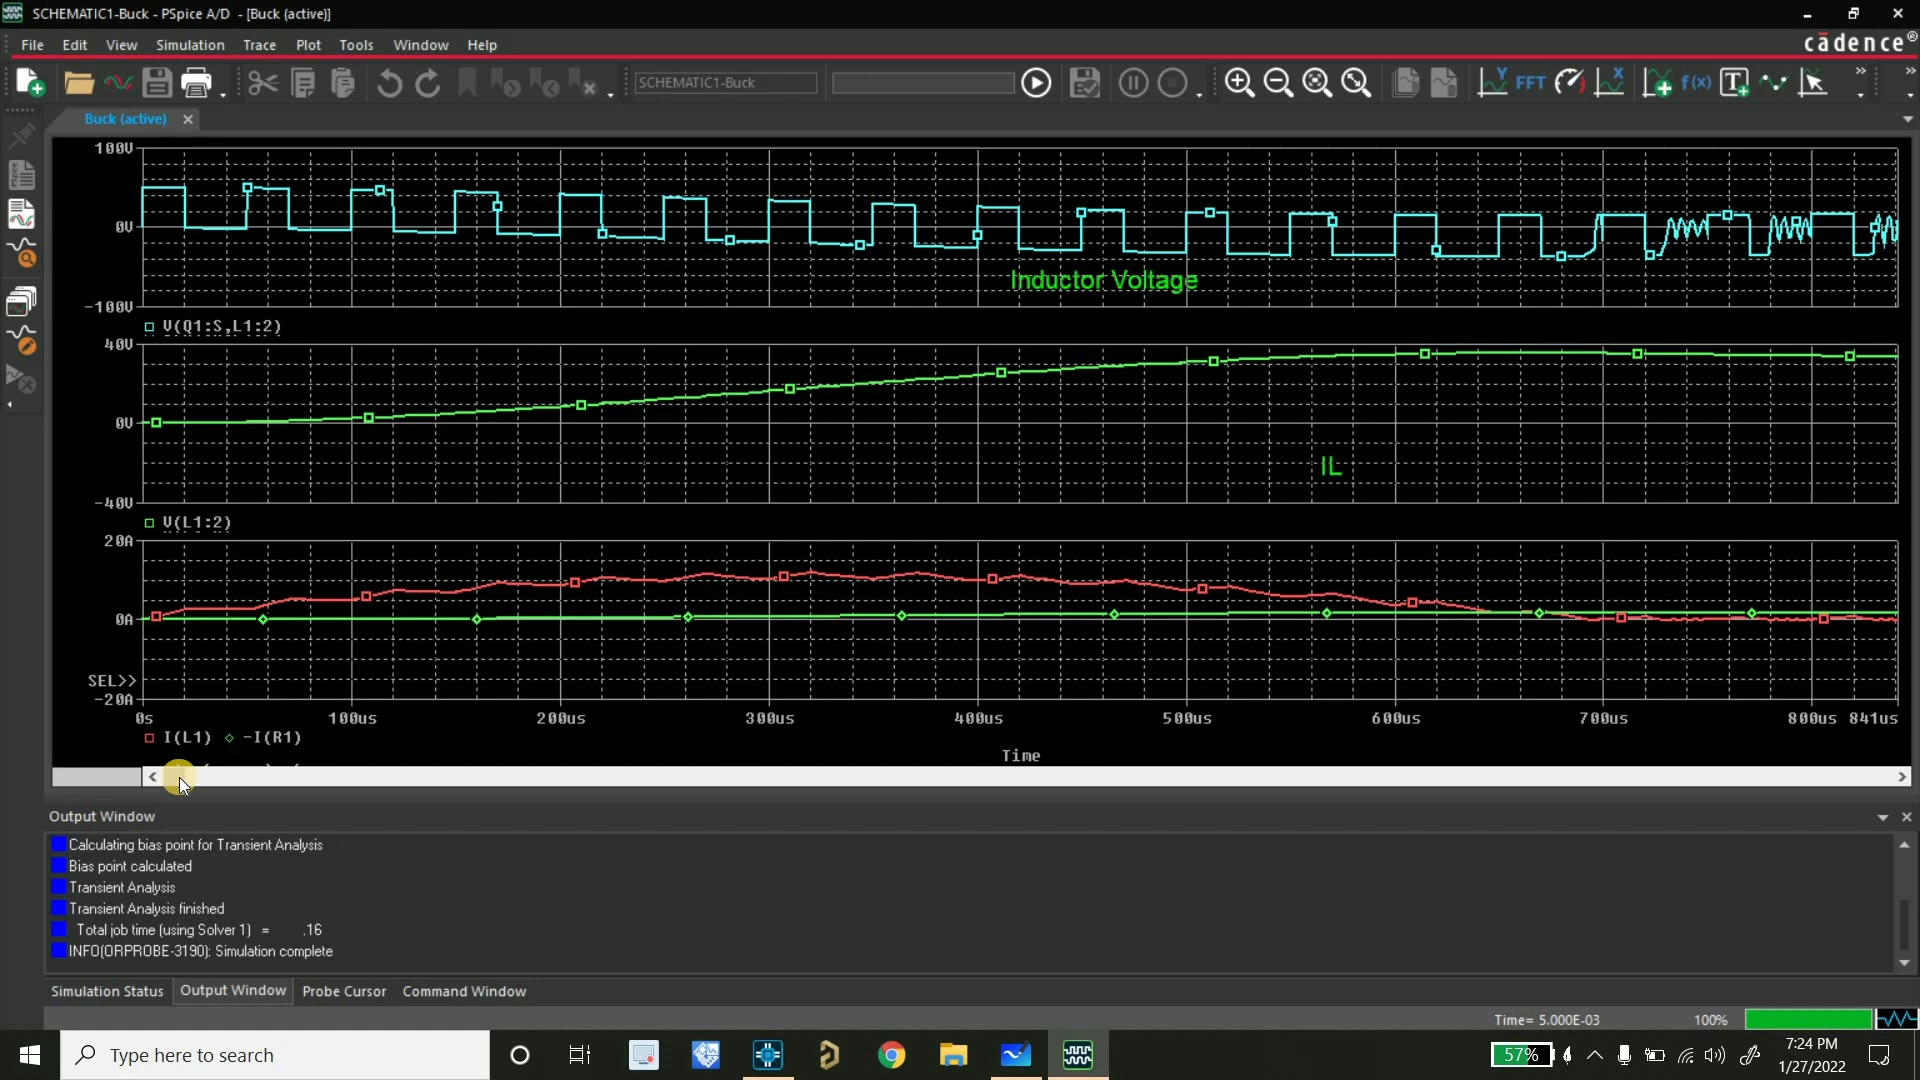 SCHEMATIC1-Buck - PSpice A/D - [Buck (active)]
File Edit View Simulation Trace Plot Tools Window Help
cādence®
SCHEMATIC1-Buck
FFT
f(x)
Buck (active)
100V
0V
Inductor Voltage
-100V
V(Q1:S,L1:2)
40V
0V
IL
-40V
V(L1:2)
20A
0A
SEL>>
-20A
0s 100us 200us 300us 400us 500us 600us 700us 800us 841us
I(L1) -I(R1)
Time
Output Window
Calculating bias point for Transient Analysis
Bias point calculated
Transient Analysis
Transient Analysis finished
Total job time (using Solver 1) = .16
INFO(ORPROBE-3190): Simulation complete
Simulation Status Output Window Probe Cursor Command Window
Time= 5.000E-03 100%
Type here to search
57%
7:24 PM
1/27/2022